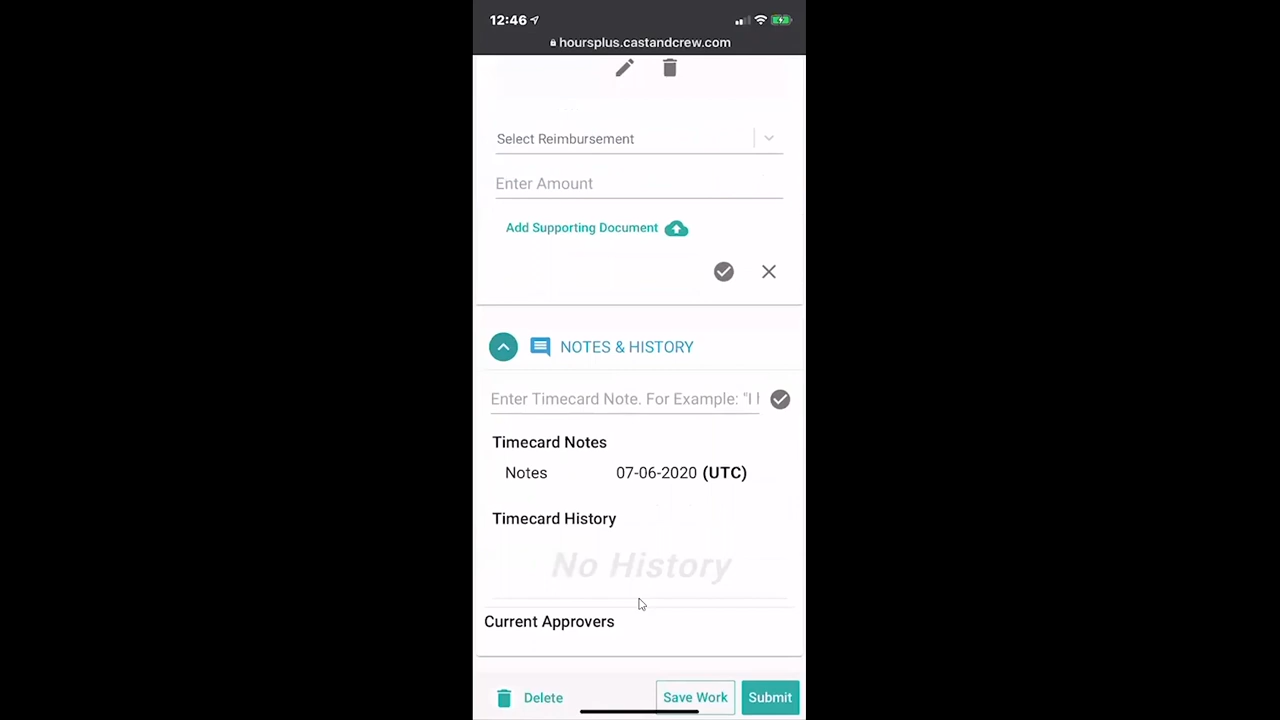 12:46
hoursplus.castandcrew.com
Select Reimbursement
Enter Amount
Add Supporting Document
NOTES & HISTORY
Enter Timecard Note. For Example: "I
Timecard Notes
Notes 07-06-2020 (UTC)
Timecard History
No History
Current Approvers
Delete Save Work Submit